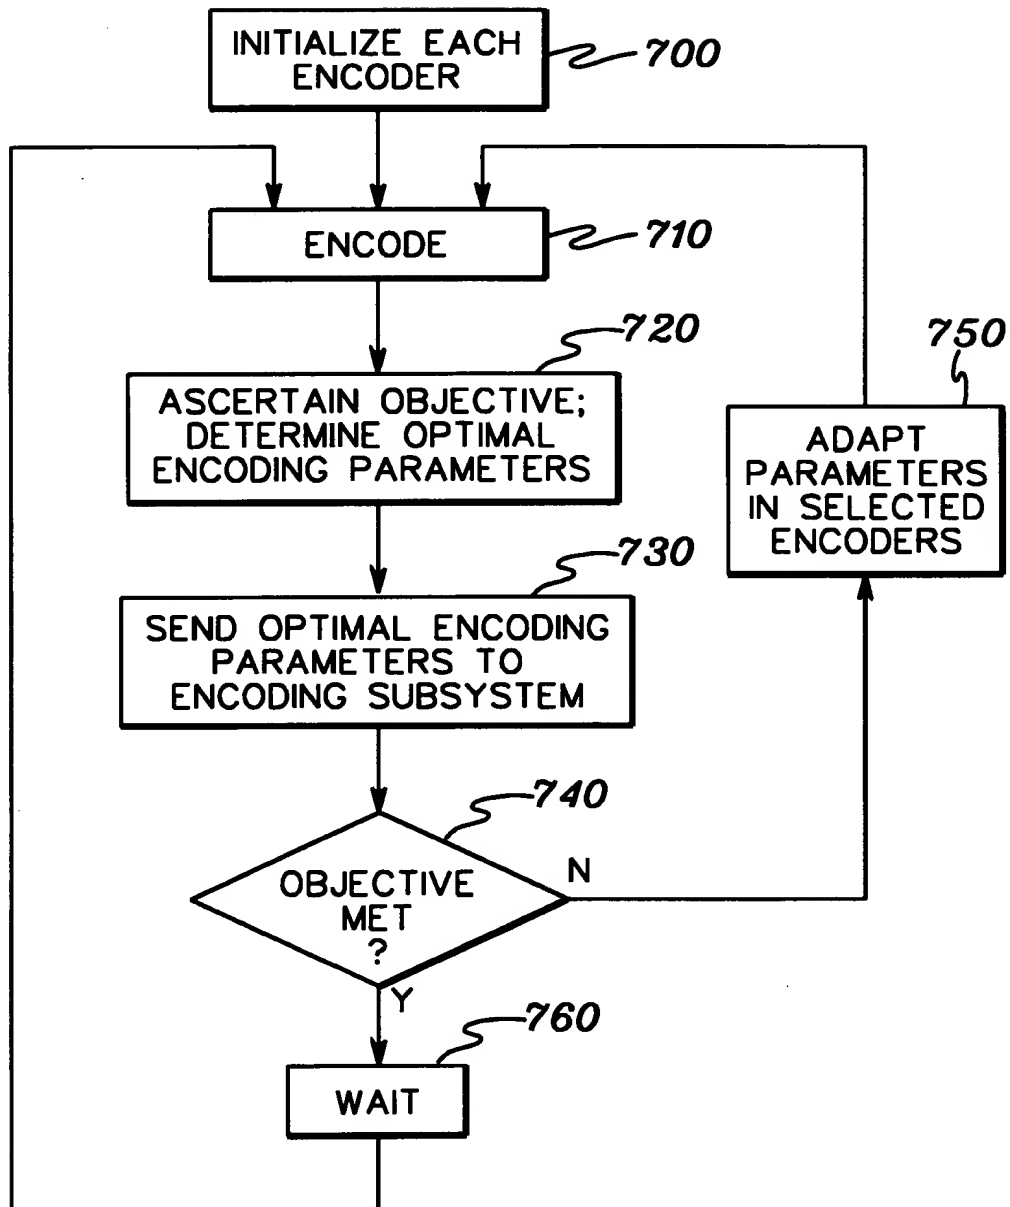 INITIALIZE EACH
ENCODER
700
ENCODE
710
720
ASCERTAIN OBJECTIVE;
DETERMINE OPTIMAL
ENCODING PARAMETERS
750
ADAPT
PARAMETERS
IN SELECTED
ENCODERS
730
SEND OPTIMAL ENCODING
PARAMETERS TO
ENCODING SUBSYSTEM
740
OBJECTIVE
MET
?
N
Y
760
WAIT